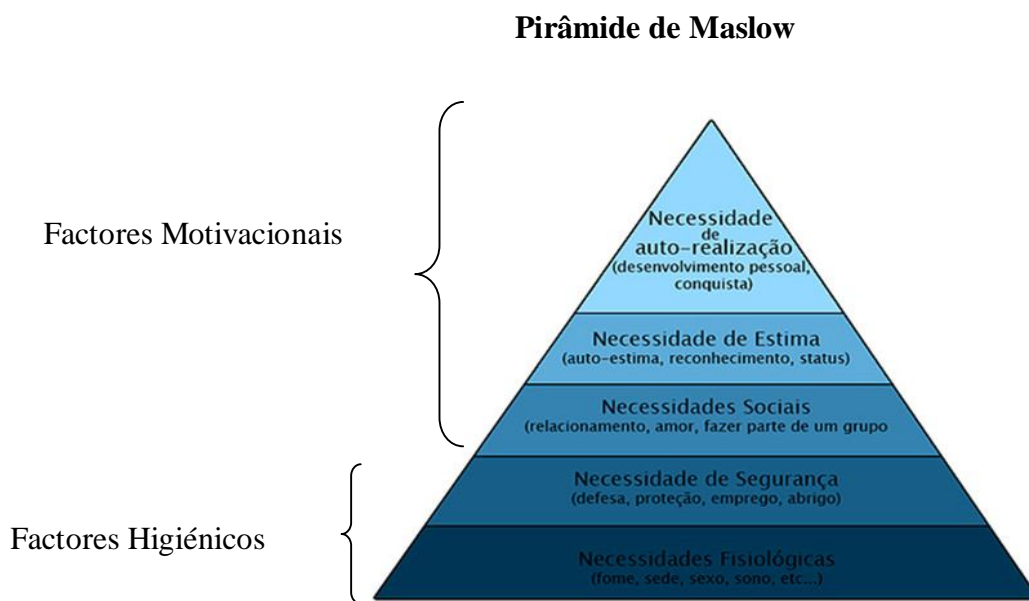 Pirâmide de Maslow
Factores Motivacionais
Necessidade
de
auto-realização
(desenvolvimento pessoal,
conquista)
Necessidade de Estima
(auto-estima, reconhecimento, status)
Necessidades Sociais
(relacionamento, amor, fazer parte de um grupo
Factores Higiénicos
Necessidade de Segurança
(defesa, proteção, emprego, abrigo)
Necessidades Fisiológicas
(fome, sede, sexo, sono, etc...)